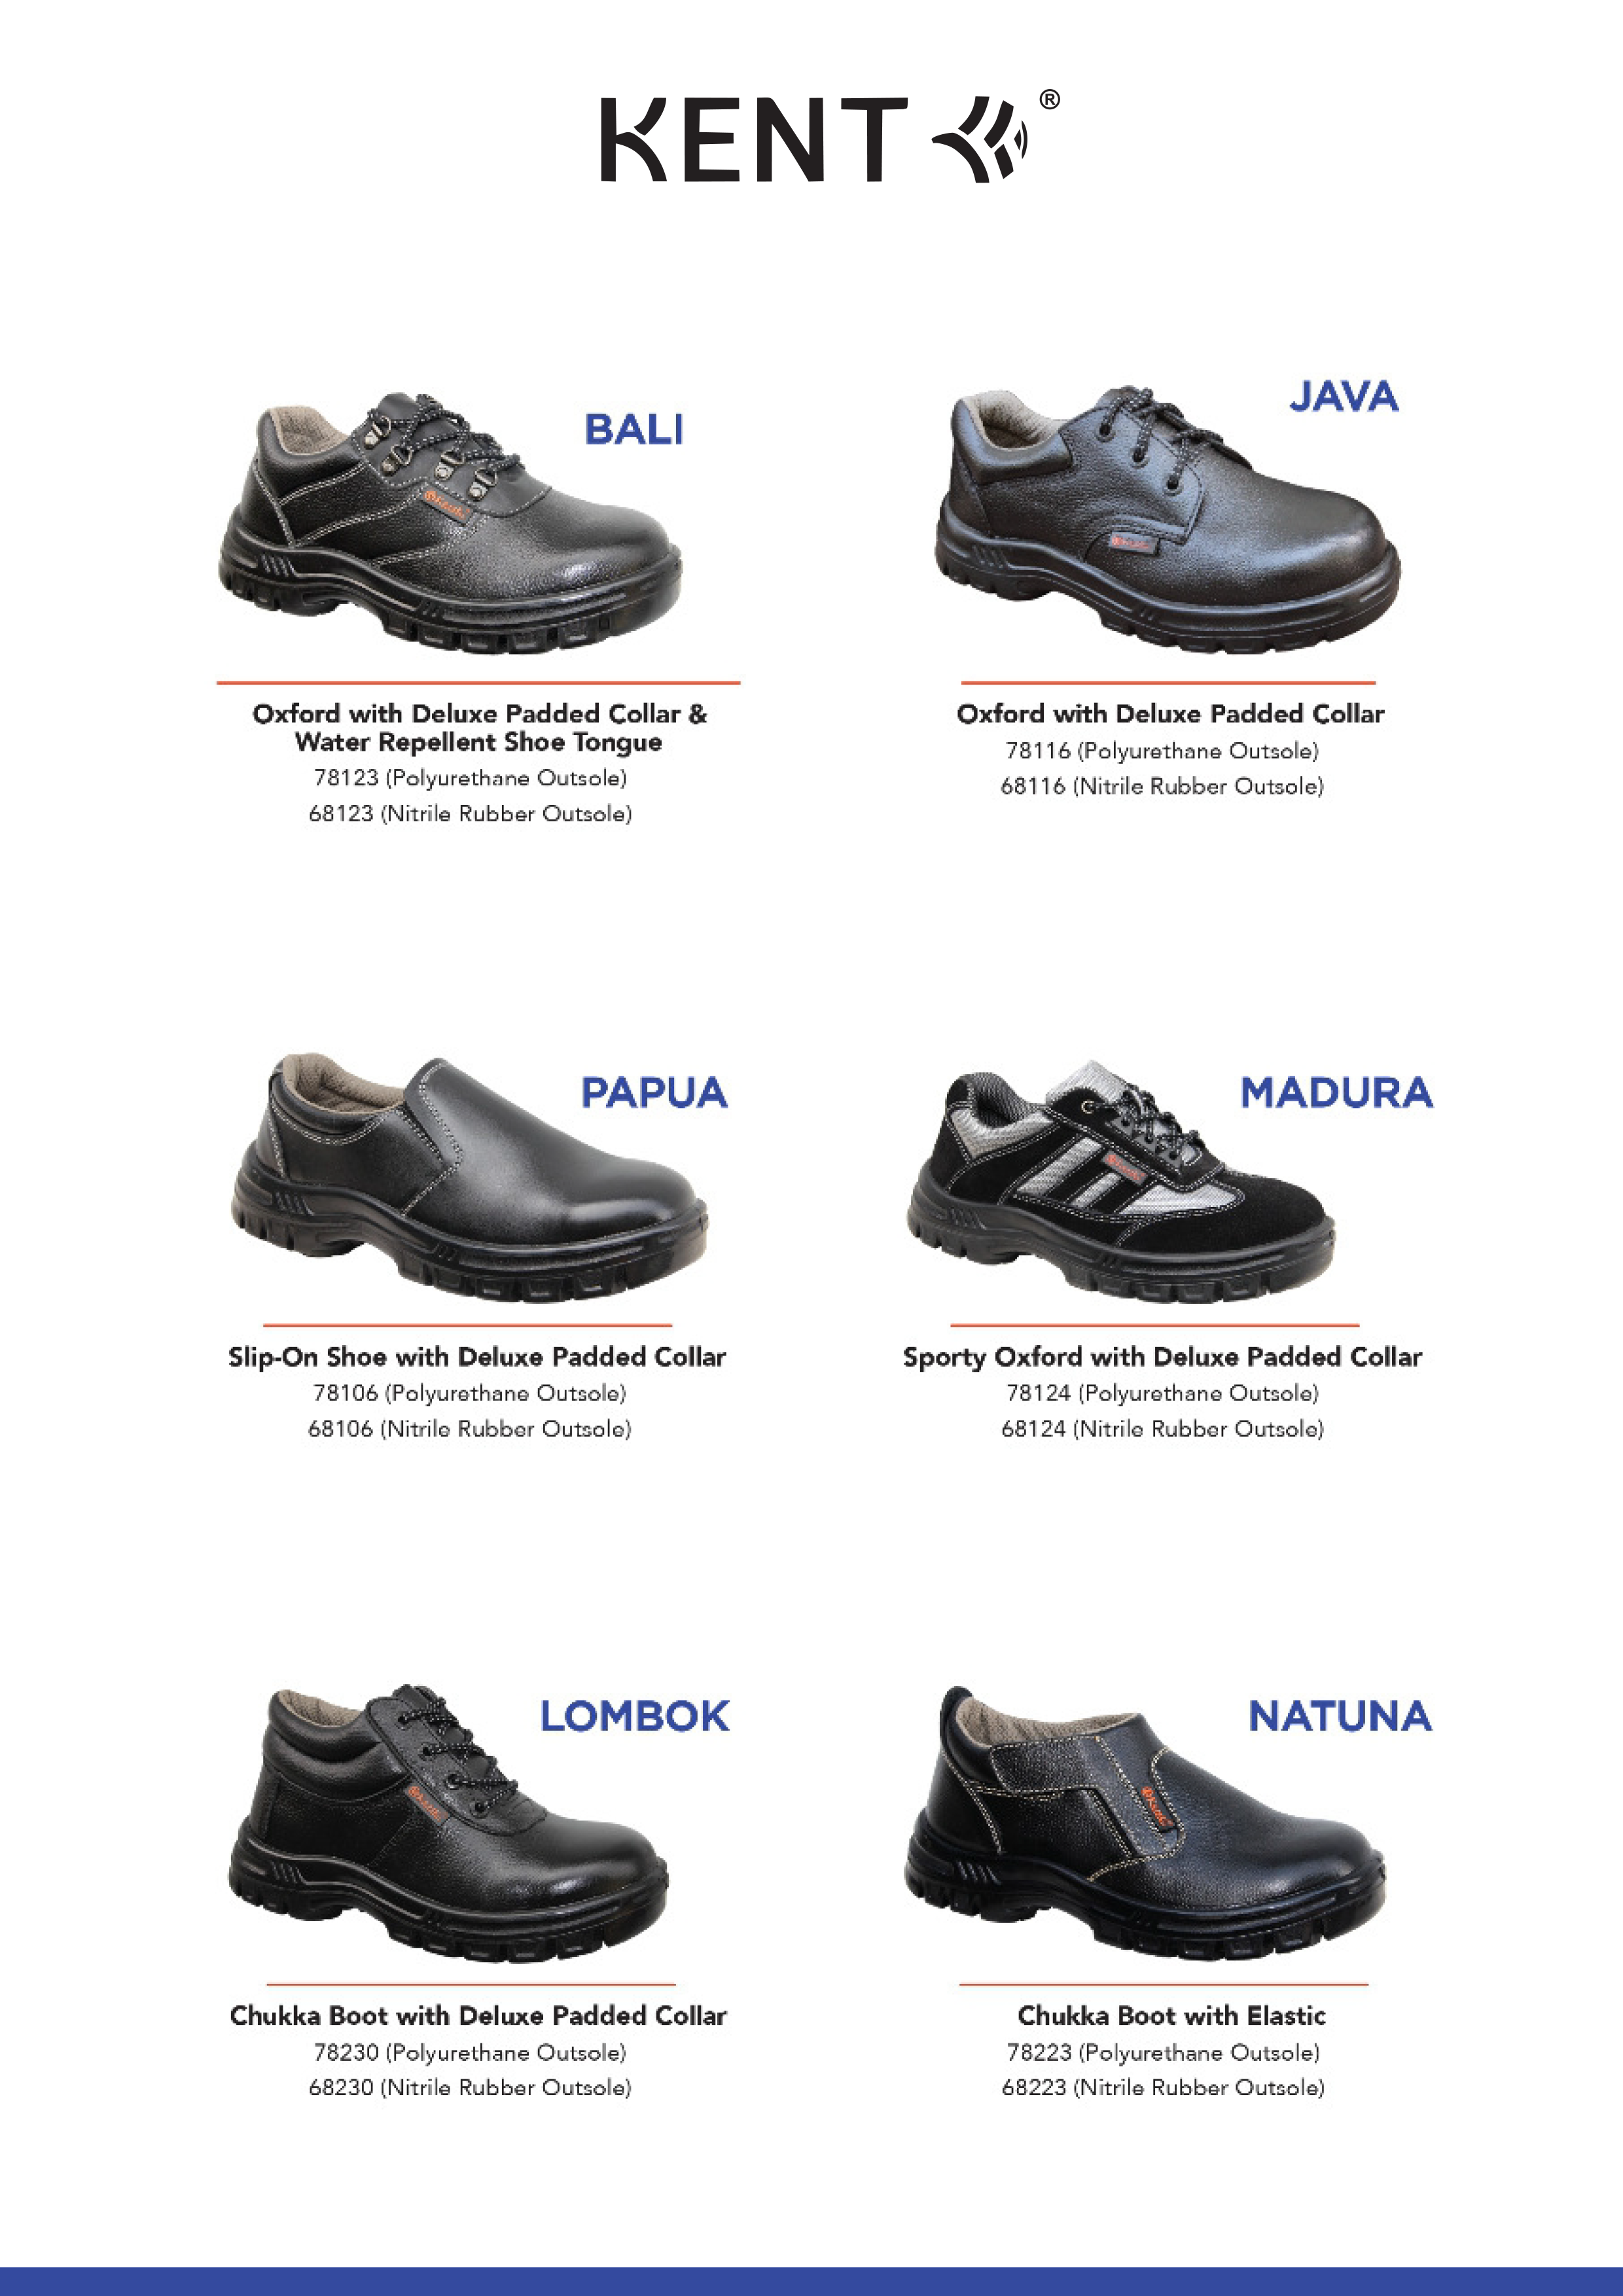 KENT ®
BALI
Oxford with Deluxe Padded Collar &
Water Repellent Shoe Tongue
78123 (Polyurethane Outsole)
68123 (Nitrile Rubber Outsole)
JAVA
Oxford with Deluxe Padded Collar
78116 (Polyurethane Outsole)
68116 (Nitrile Rubber Outsole)
PAPUA
Slip-On Shoe with Deluxe Padded Collar
78106 (Polyurethane Outsole)
68106 (Nitrile Rubber Outsole)
MADURA
Sporty Oxford with Deluxe Padded Collar
78124 (Polyurethane Outsole)
68124 (Nitrile Rubber Outsole)
LOMBOK
Chukka Boot with Deluxe Padded Collar
78230 (Polyurethane Outsole)
68230 (Nitrile Rubber Outsole)
NATUNA
Chukka Boot with Elastic
78223 (Polyurethane Outsole)
68223 (Nitrile Rubber Outsole)